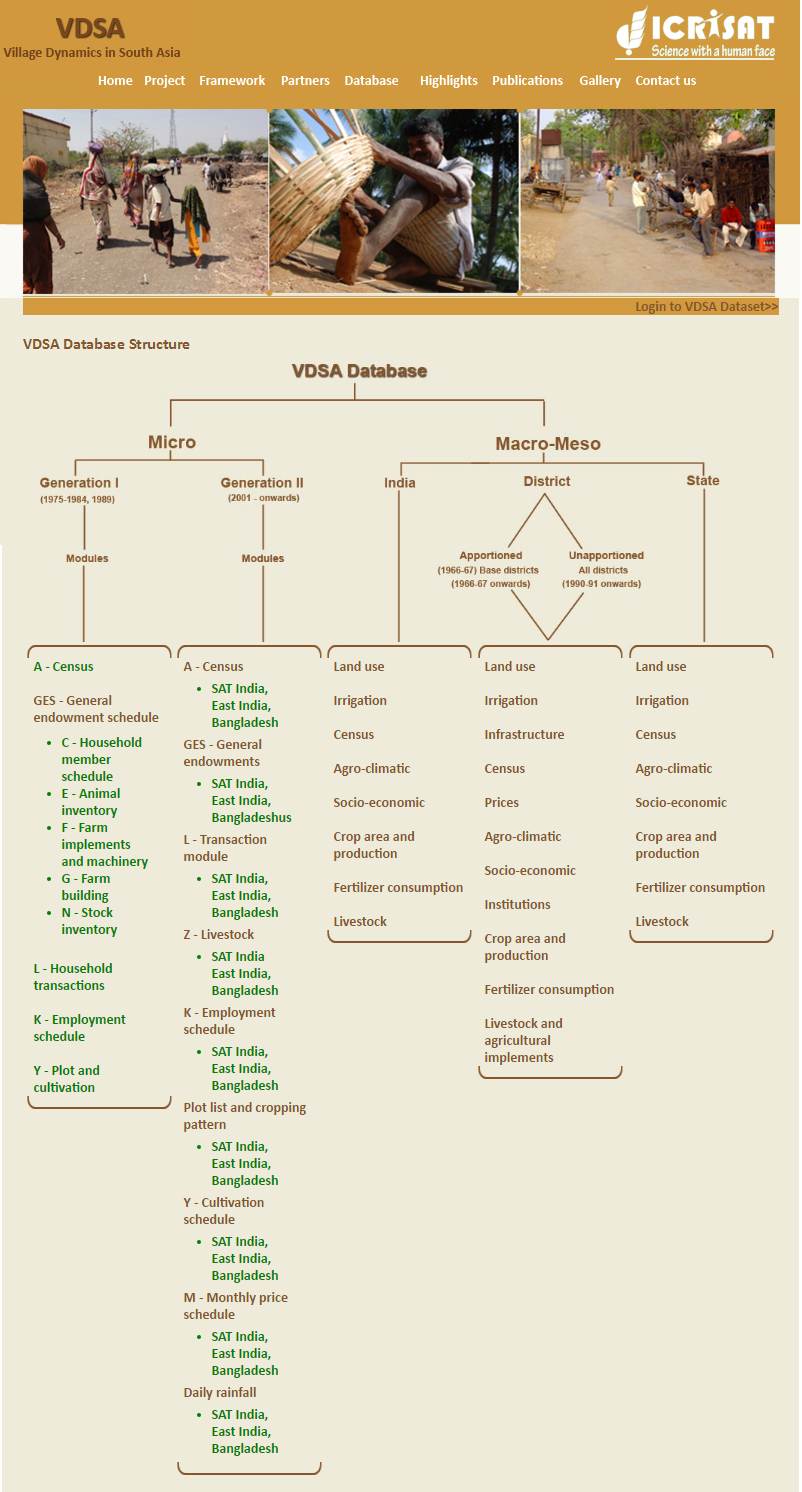 VDSA
Village Dynamics in South Asia
ICRISAT
Science with a human face
Home Project Framework Partners Database Highlights Publications Gallery Contact us
Login to VDSA Dataset>>
VDSA Database Structure
VDSA Database
Micro
Macro-Meso
Generation I
(1975-1984, 1989)
Generation II
(2001 - onwards)
India
District
State
Modules
Modules
Apportioned
(1966-67) Base districts
(1966-67 onwards)
Unapportioned
All districts
(1990-91 onwards)
A - Census
GES - General
endowment schedule
• C - Household
member
schedule
• E - Animal
inventory
• F - Farm
implements
and machinery
• G - Farm
building
• N - Stock
inventory
L - Household
transactions
K - Employment
schedule
Y - Plot and
cultivation
A - Census
• SAT India,
East India,
Bangladesh
GES - General
endowments
• SAT India,
East India,
Bangladeshus
L - Transaction
module
• SAT India,
East India,
Bangladesh
Z - Livestock
• SAT India
East India,
Bangladesh
K - Employment
schedule
• SAT India,
East India,
Bangladesh
Plot list and cropping
pattern
• SAT India,
East India,
Bangladesh
Y - Cultivation
schedule
• SAT India,
East India,
Bangladesh
M - Monthly price
schedule
• SAT India,
East India,
Bangladesh
Daily rainfall
• SAT India,
East India,
Bangladesh
Land use
Irrigation
Census
Agro-climatic
Socio-economic
Crop area and
production
Fertilizer consumption
Livestock
Land use
Irrigation
Infrastructure
Census
Prices
Agro-climatic
Socio-economic
Institutions
Crop area and
production
Fertilizer consumption
Livestock and
agricultural
implements
Land use
Irrigation
Census
Agro-climatic
Socio-economic
Crop area and
production
Fertilizer consumption
Livestock